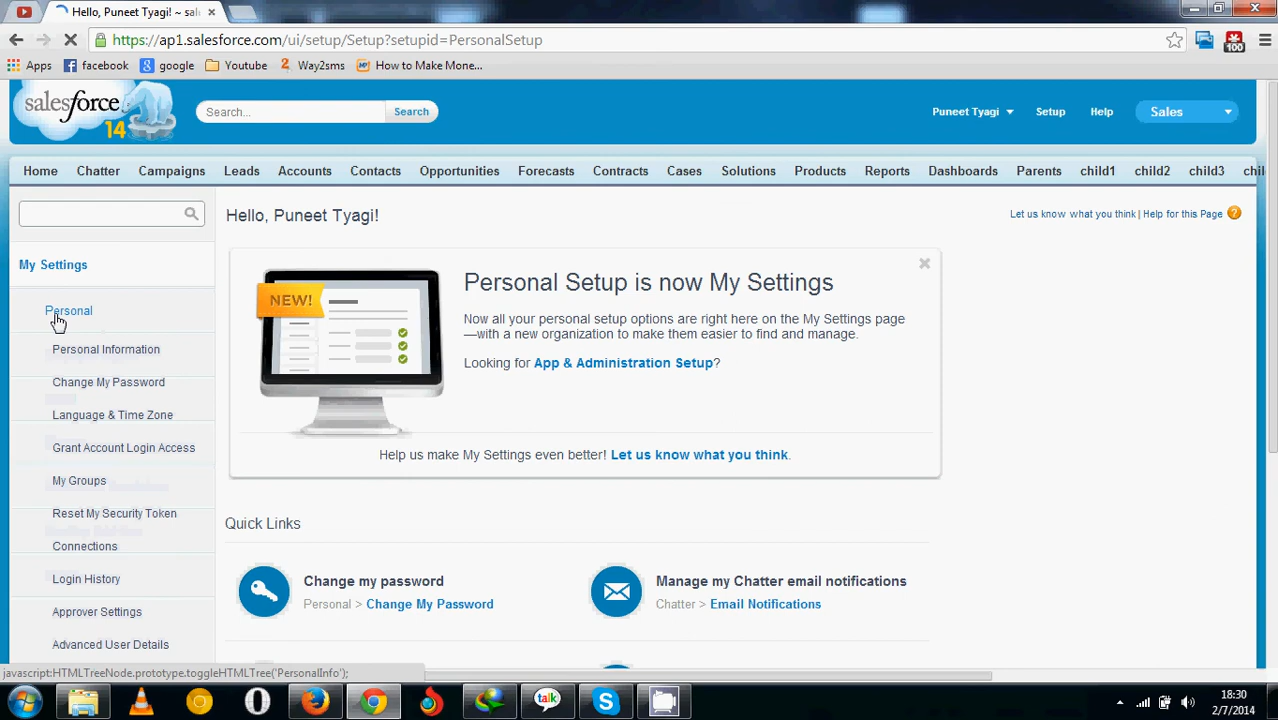 Hello, Puneet Tyagi! ~ sal
https://ap1.salesforce.com/ui/setup/Setup?setupid=PersonalSetup
100
Apps facebook google Youtube Way2sms How to Make Mone...
salesforce
14
Search...
Search
Puneet Tyagi
Setup
Help
Sales
Home Chatter Campaigns Leads Accounts Contacts Opportunities Forecasts Contracts Cases Solutions Products Reports Dashboards Parents child1 child2 child3 chi
Hello, Puneet Tyagi!
Let us know what you think | Help for this Page
My Settings
Personal
Personal Information
Change My Password
Language & Time Zone
Grant Account Login Access
My Groups
Reset My Security Token
Connections
Login History
Approver Settings
Advanced User Details
NEW!
Personal Setup is now My Settings
Now all your personal setup options are right here on the My Settings page
—with a new organization to make them easier to find and manage.
Looking for App & Administration Setup?
Help us make My Settings even better! Let us know what you think.
Quick Links
Change my password
Personal > Change My Password
Manage my Chatter email notifications
Chatter > Email Notifications
javascript:HTMLTreeNode.prototype.toggleHTMLTree('PersonalInfo');
talk
18:30
2/7/2014